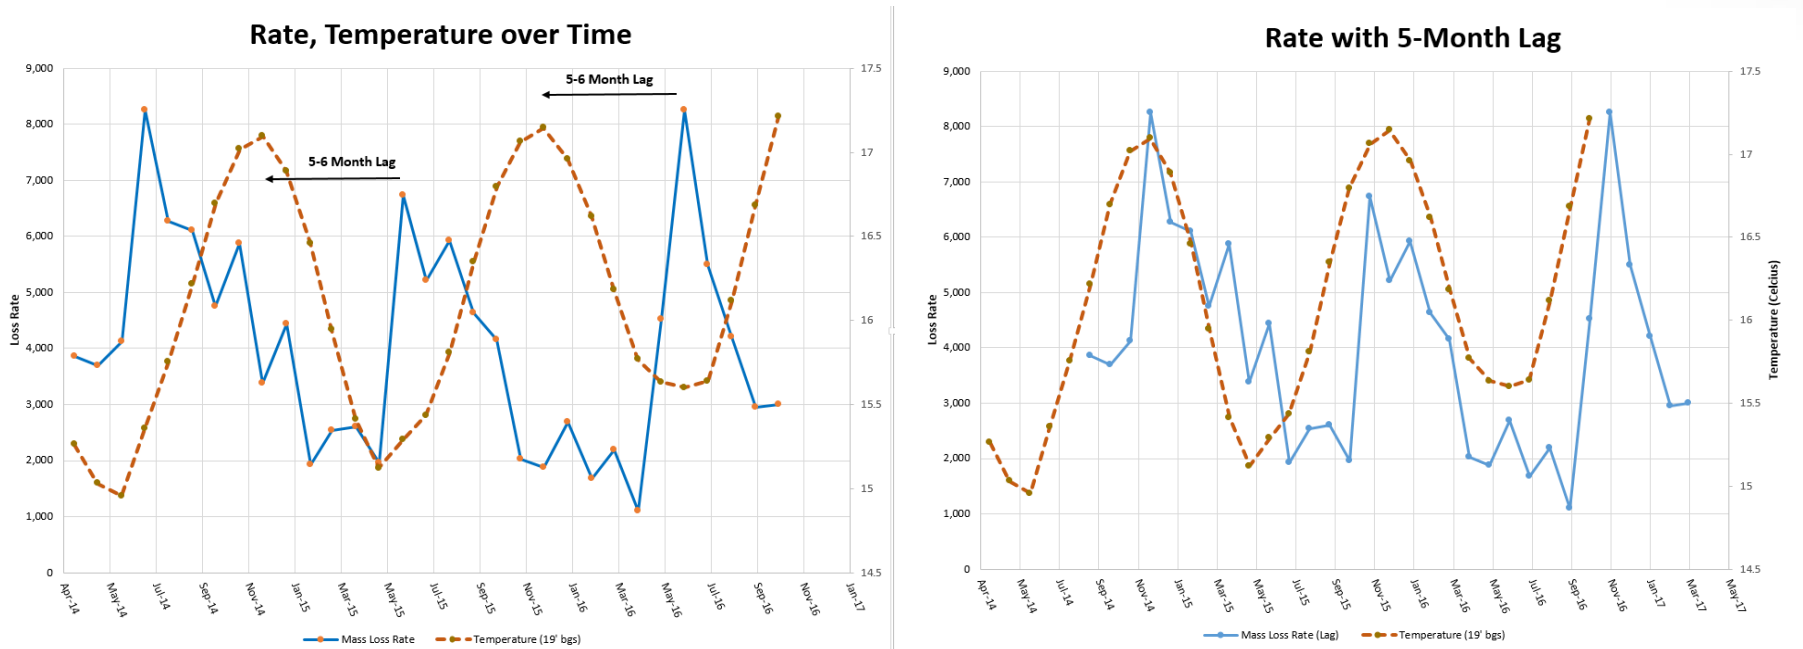 Rate, Temperature over Time
9,000
8,000
7,000
6,000
5,000
4,000
3,000
2,000
1,000
0
Loss Rate
17.5
17
16.5
16
15.5
15
14.5
5-6 Month Lag
5-6 Month Lag
Apr-14
May-14
Jul-14
Sep-14
Nov-14
Jan-15
Mar-15
May-15
Jul-15
Sep-15
Nov-15
Jan-16
Mar-16
May-16
Jul-16
Sep-16
Nov-16
Jan-17
Mass Loss Rate
Temperature (19' bgs)
Rate with 5-Month Lag
9,000
8,000
7,000
6,000
5,000
4,000
3,000
2,000
1,000
0
Loss Rate
17.5
17
16.5
16
15.5
15
14.5
Temperature (Celcius)
Apr-14
May-14
Jul-14
Sep-14
Nov-14
Jan-15
Mar-15
May-15
Jul-15
Sep-15
Nov-15
Jan-16
Mar-16
May-16
Jul-16
Sep-16
Nov-16
Jan-17
Mar-17
May-17
Mass Loss Rate (Lag)
Temperature (19' bgs)